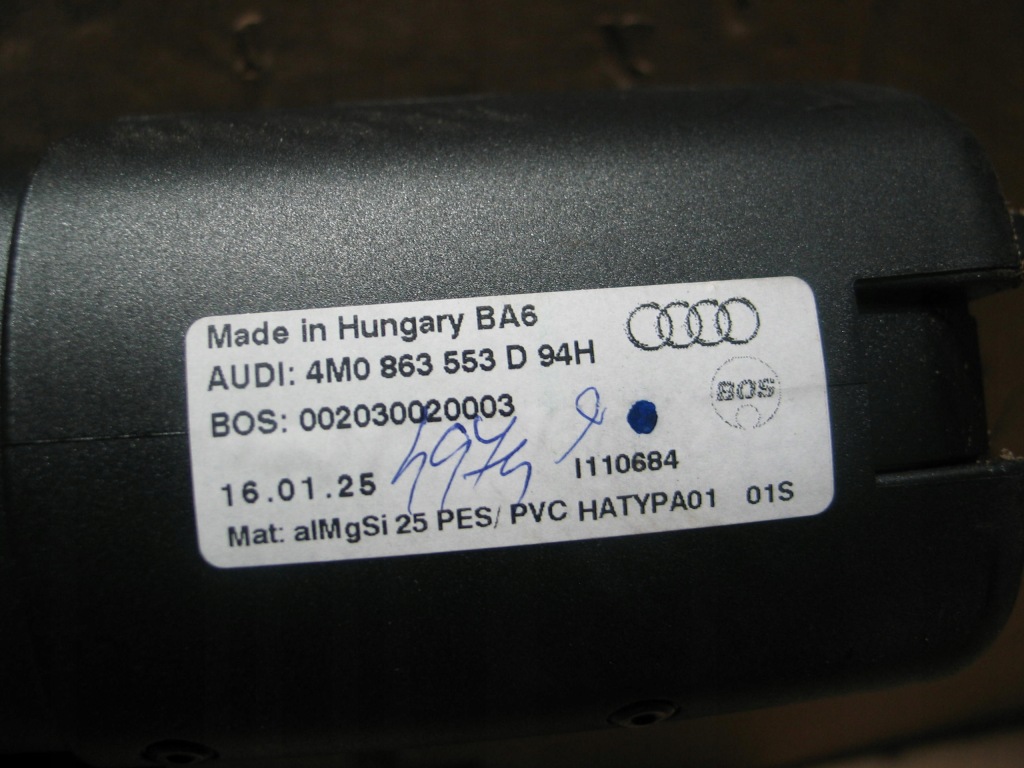 Made in Hungary BA6
AUDI: 4M0 863 553 D 94H
BOS: 002030020003
BOS
16.01.25
I110684
Mat: alMgSi 25 PES/ PVC HATYPA01 01S